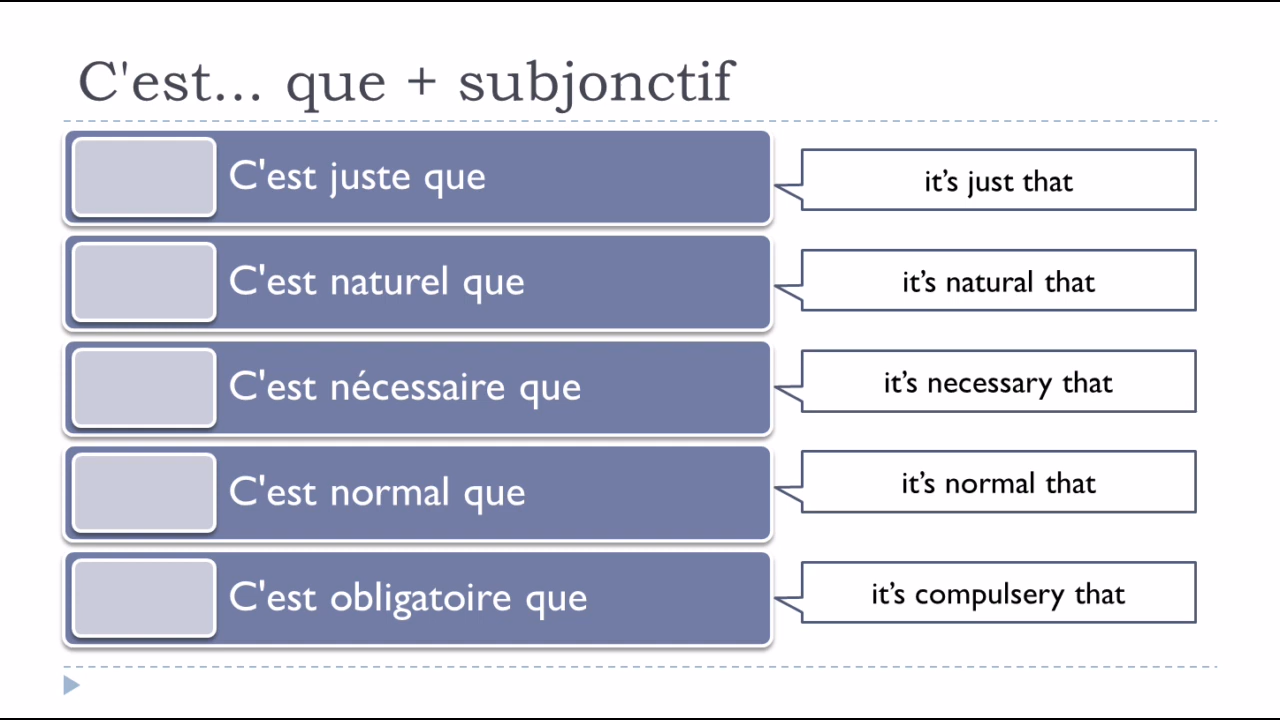 C'est... que + subjonctif
C'est juste que
it's just that
C'est naturel que
it's natural that
C'est nécessaire que
it's necessary that
C'est normal que
it's normal that
C'est obligatoire que
it's compulsery that